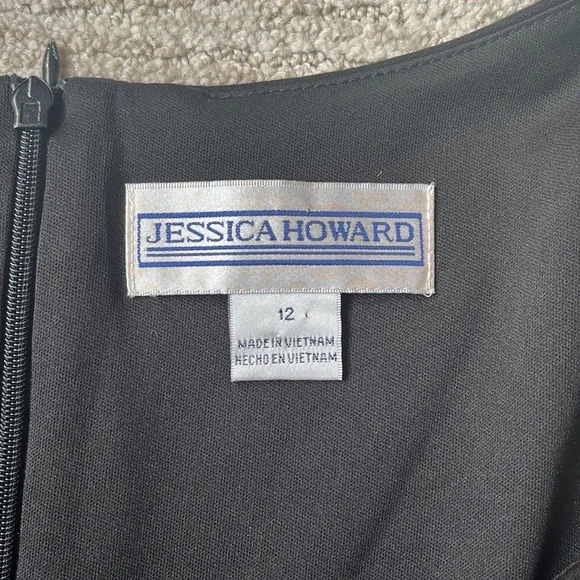 JESSICA HOWARD
12
MADE IN VIETNAM
HECHO EN VIETNAM